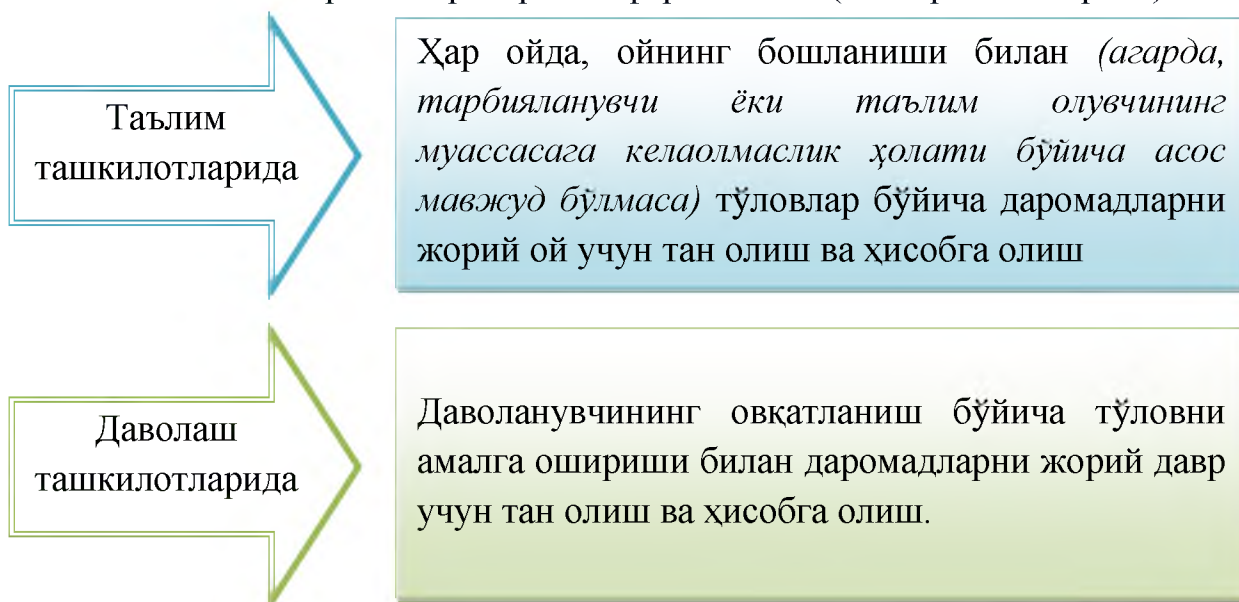 Таълим
ташкилотларида
Ҳар ойда, ойнинг бошланиши билан (агарда,
тарбияланувчи ёки таълим олувчининг
муассасага келаолмаслик ҳолати бўйича асос
мавжуд бўлмаса) тўловлар бўйича даромадларни
жорий ой учун тан олиш ва ҳисобга олиш
Даволаш
ташкилотларида
Даволанувчининг овқатланиш бўйича тўловни
амалга ошириши билан даромадларни жорий давр
учун тан олиш ва ҳисобга олиш.